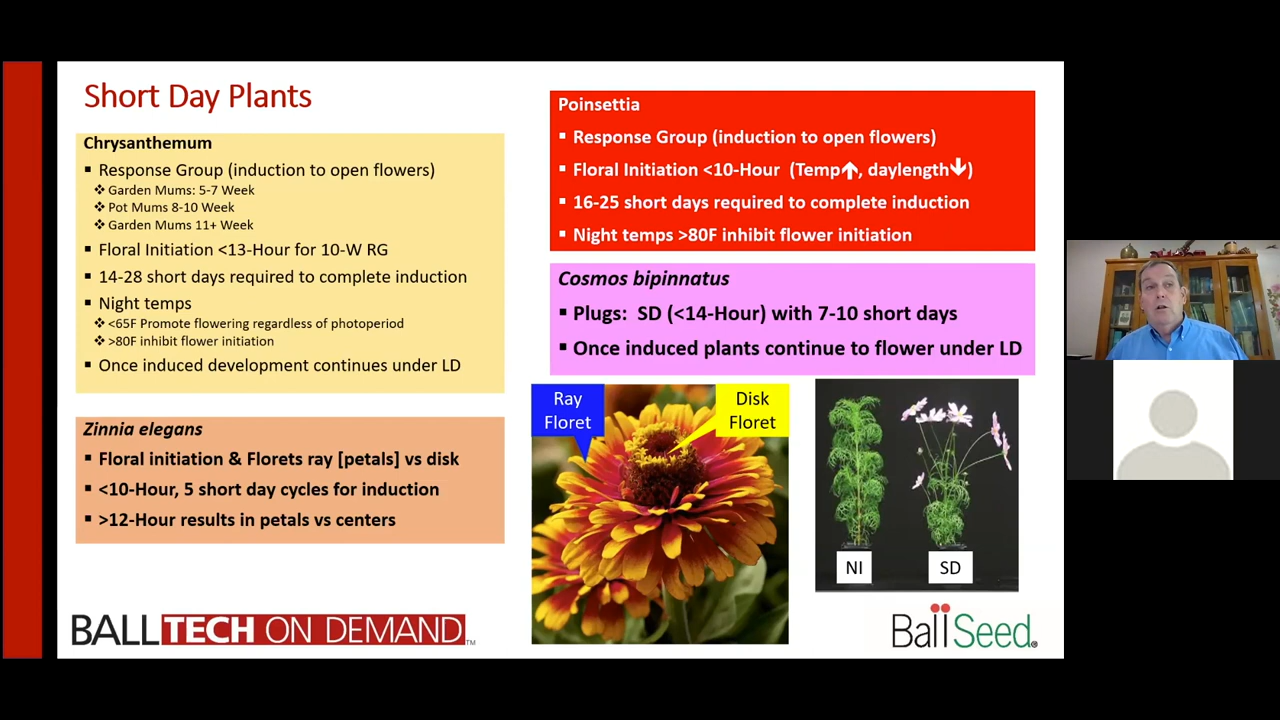 Short Day Plants
Chrysanthemum
▪ Response Group (induction to open flowers)
❖ Garden Mums: 5-7 Week
❖ Pot Mums 8-10 Week
❖ Garden Mums 11+ Week
▪ Floral Initiation <13-Hour for 10-W RG
▪ 14-28 short days required to complete induction
▪ Night temps
❖ <65F Promote flowering regardless of photoperiod
❖ >80F inhibit flower initiation
▪ Once induced development continues under LD
Zinnia elegans
▪ Floral initiation & Florets ray [petals] vs disk
▪ <10-Hour, 5 short day cycles for induction
▪ >12-Hour results in petals vs centers
Poinsettia
▪ Response Group (induction to open flowers)
▪ Floral Initiation <10-Hour (Temp↑, daylength↓)
▪ 16-25 short days required to complete induction
▪ Night temps >80F inhibit flower initiation
Cosmos bipinnatus
▪ Plugs: SD (<14-Hour) with 7-10 short days
▪ Once induced plants continue to flower under LD
Ray
Floret
Disk
Floret
NI
SD
BALLTECH ON DEMAND™
Ball Seed®